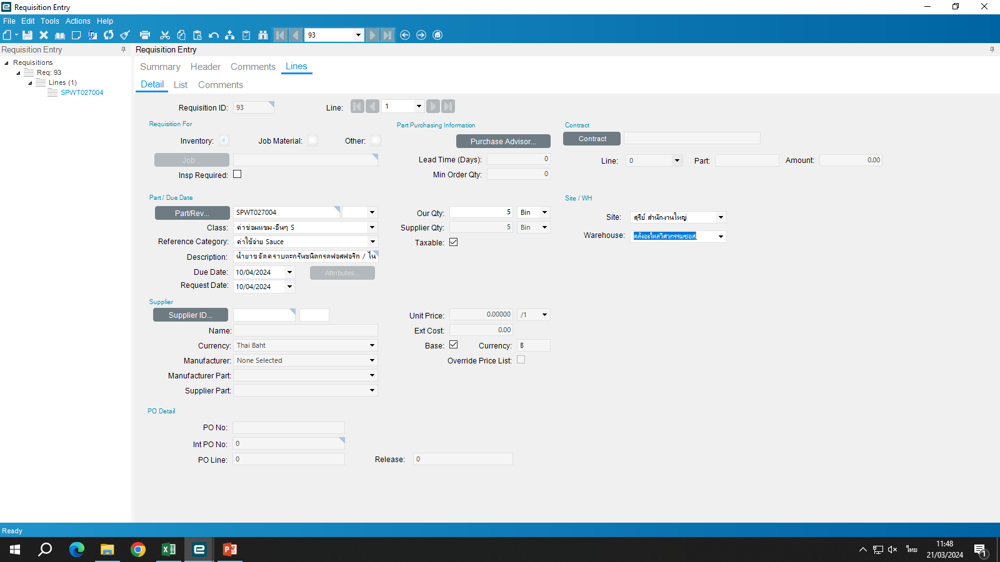 Requisition Entry
File Edit Tools Actions Help
93
Requisition Entry
Requisition Entry
Requisitions
Req: 93
Lines (1)
SPWT027004
Summary Header Comments Lines
Detail List Comments
Requisition ID: 93 Line: 1
Requisition For Part Purchasing Information Contract
Inventory: Job Material: Other: Purchase Advisor... Contract
Job... Lead Time (Days): 0 Line: 0 Part: Amount: 0.00
Insp Required: Min Order Qty: 0
Part / Due Date Site / WH
Part/Rev... SPWT027004 Our Qty: 5 Bin Site: สุรีย์ สำนักงานใหญ่
Class: ค่าซ่อมแซม-อื่นๆ S Supplier Qty: 5 Bin Warehouse: คลังอะไหล่วิศวกรรมซอส
Reference Category: ค่าใช้จ่าย Sauce Taxable:
Description: น้ำยาขจัดคราบตะกรันชนิดกรดฟอสฟอริก / ไน
Due Date: 10/04/2024 Attributes...
Request Date: 10/04/2024
Supplier
Supplier ID... Unit Price: 0.00000 /1
Name: Ext Cost: 0.00
Currency: Thai Baht Base: Currency: ฿
Manufacturer: None Selected Override Price List:
Manufacturer Part:
Supplier Part:
PO Detail
PO No:
Int PO No: 0
PO Line: 0 Release: 0
Ready
ไทย 11:48
21/03/2024 1